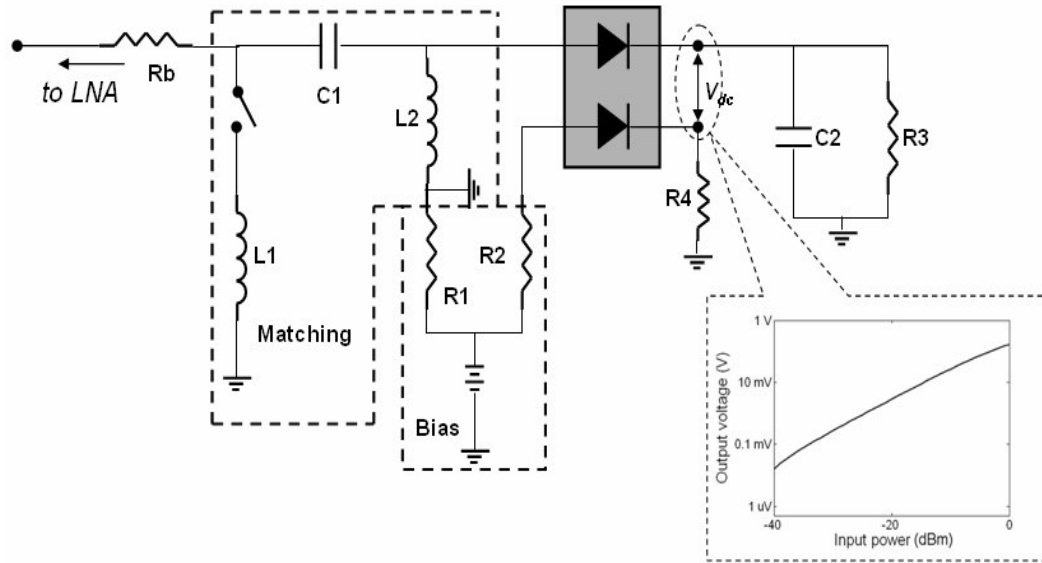 to LNA
Rb
C1
L2
L1
Matching
R1
R2
Bias
Vdc
R4
C2
R3
Output voltage (V)
1 V
10 mV
0.1 mV
1 uV
-40
-20
0
Input power (dBm)